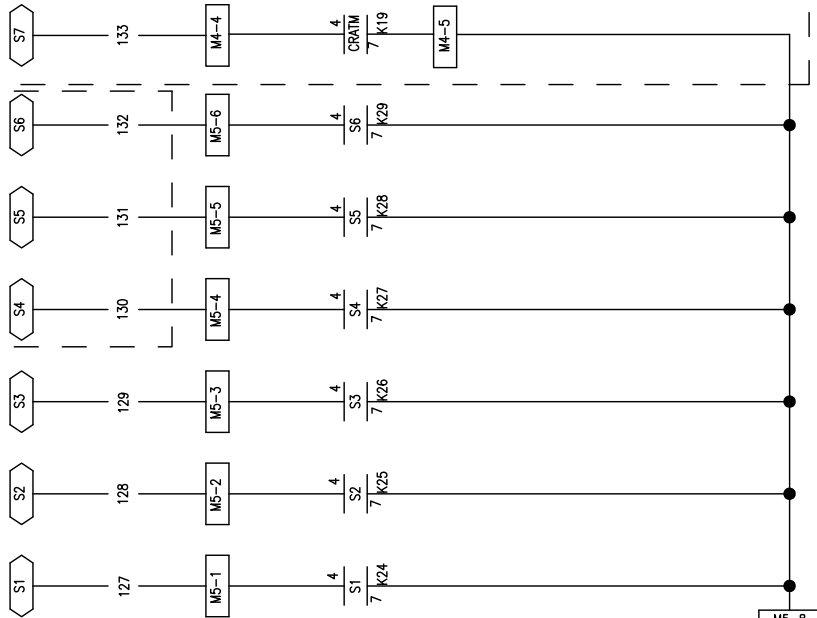 S7 133 M4-4 4 CRATM 7 K19 M4-5
S6 132 M5-6 4 S6 7 K29
S5 131 M5-5 4 S5 7 K28
S4 130 M5-4 4 S4 7 K27
S3 129 M5-3 4 S3 7 K26
S2 128 M5-2 4 S2 7 K25
S1 127 M5-1 4 S1 7 K24
M5-8